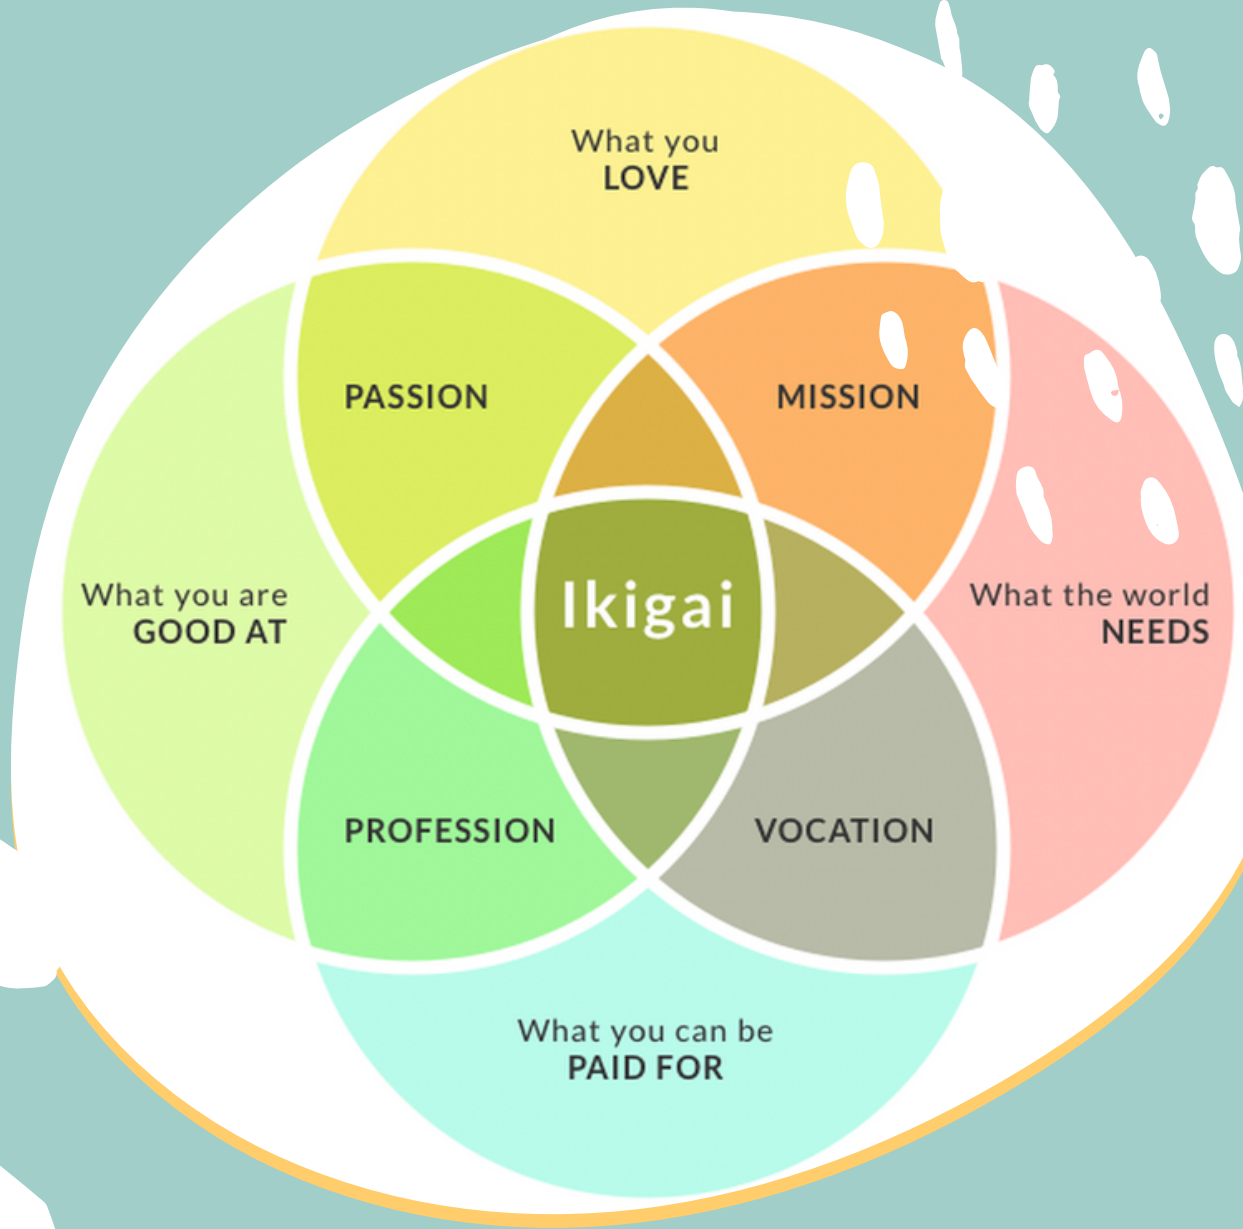 What you
LOVE
PASSION
MISSION
What you are
GOOD AT
Ikigai
What the world
NEEDS
PROFESSION
VOCATION
What you can be
PAID FOR